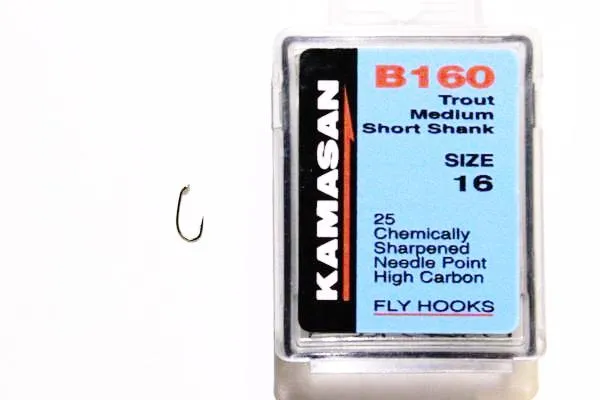 KAMASAN
B160
Trout
Medium
Short Shank
SIZE
16
25
Chemically
Sharpened
Needle Point
High Carbon
FLY HOOKS